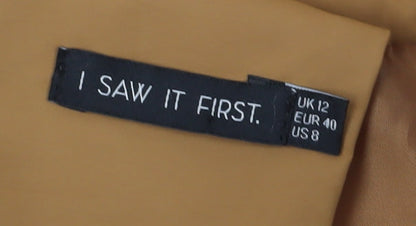 I SAW IT FIRST.
UK 12
EUR 40
US 8